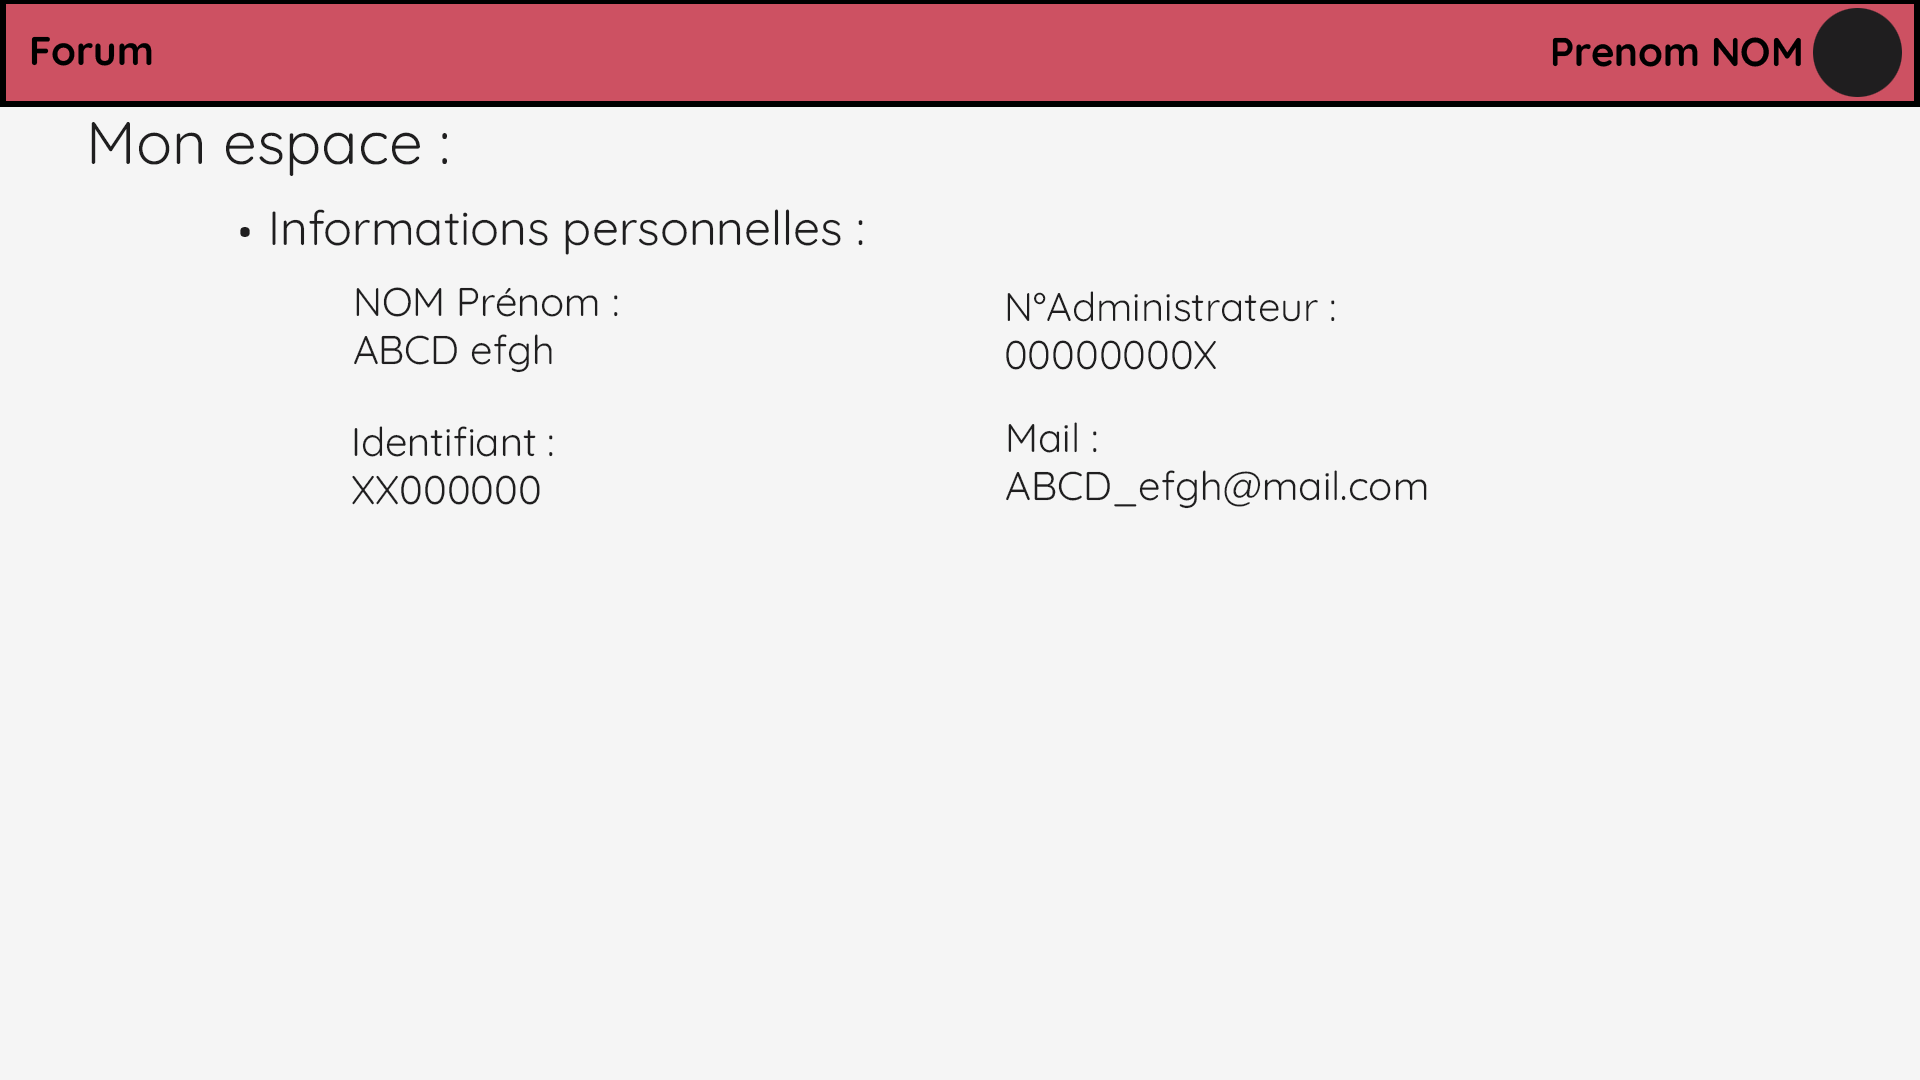 Forum
Prenom NOM
Mon espace :
• Informations personnelles :
NOM Prénom :
ABCD efgh
N°Administrateur :
00000000X
Identifiant :
XX000000
Mail :
ABCD_efgh@mail.com